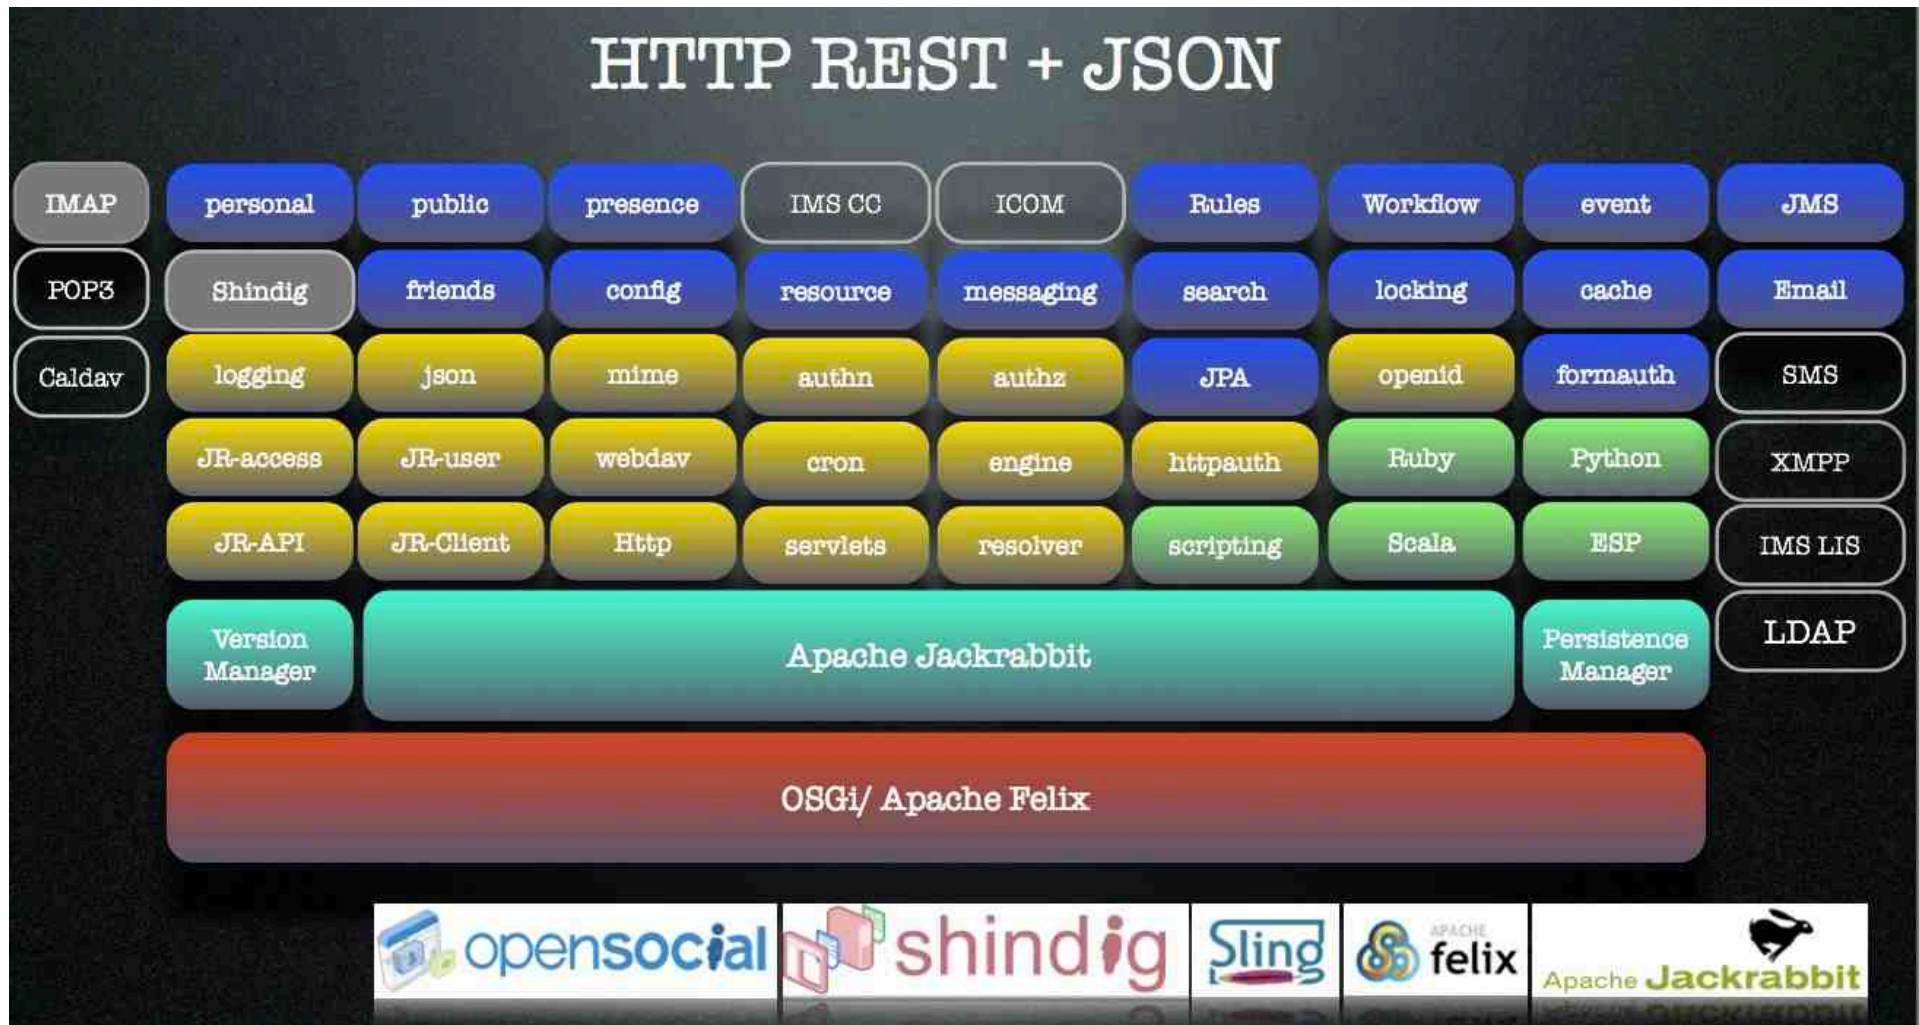 HTTP REST + JSON
IMAP
personal
public
presence
IMS CC
ICOM
Rules
Workflow
event
JMS
POP3
Shindig
friends
config
resource
messaging
search
locking
cache
Email
Caldav
logging
json
mime
authn
authz
JPA
openid
formauth
SMS
JR-access
JR-user
webdav
cron
engine
httpauth
Ruby
Python
XMPP
JR-API
JR-Client
Http
servlets
resolver
scripting
Scala
ESP
IMS LIS
Version
Manager
Apache Jackrabbit
Persistence
Manager
LDAP
OSGi/ Apache Felix
opensocial
shindig
Sling
APACHE
felix
Apache Jackrabbit